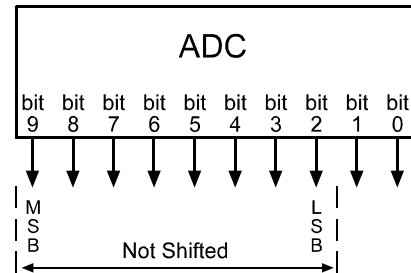 ADC
bit bit bit bit bit bit bit bit bit bit
9 8 7 6 5 4 3 2 1 0
M L
S S
B B
Not Shifted